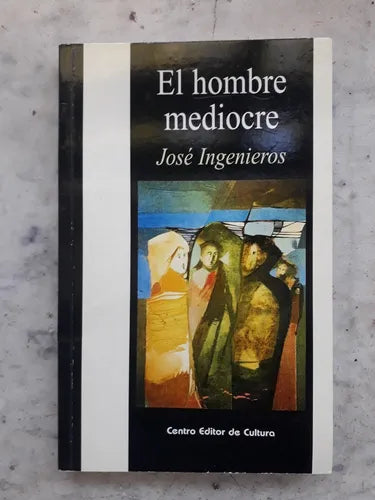 El hombre
mediocre
José Ingenieros
Centro Editor de Cultura